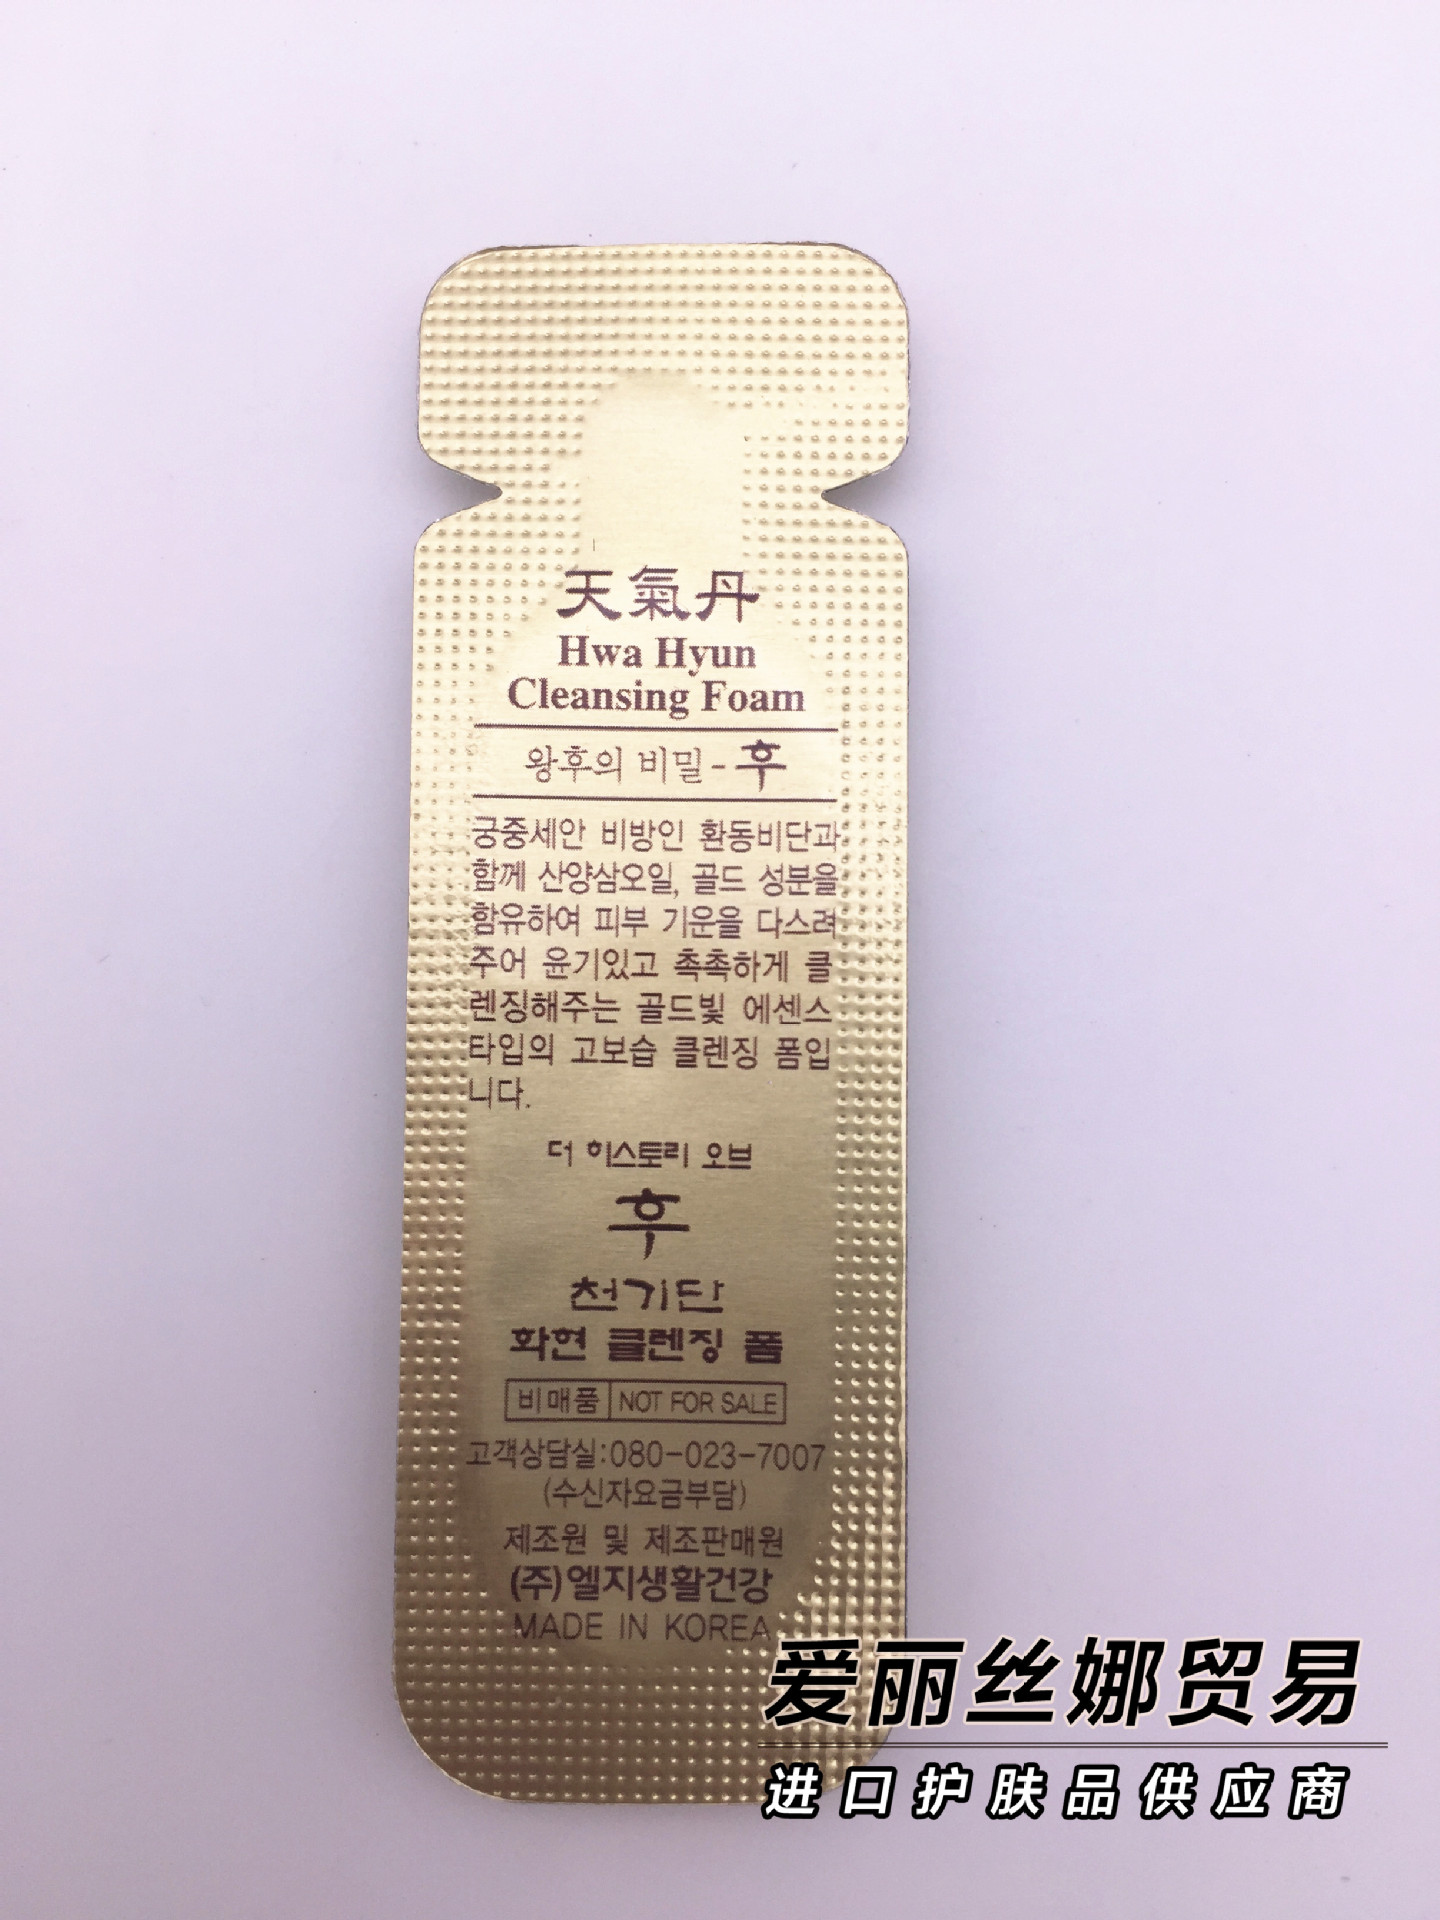 天氣丹
Hwa Hyun
Cleansing Foam
왕후의 비밀-후
궁중세안 비방인 환동비단과
함께 산양삼오일, 골드 성분을
함유하여 피부 기운을 다스려
주어 윤기있고 촉촉하게 클
렌징해주는 골드빛 에센스
타입의 고보습 클렌징 폼입
니다.
더 히스토리 오브
후
천기단
화현 클렌징 폼
비매품 NOT FOR SALE
고객상담실:080-023-7007
(수신자요금부담)
제조원 및 제조판매원
(주)엘지생활건강
MADE IN KOREA
爱丽丝娜贸易
进口护肤品供应商